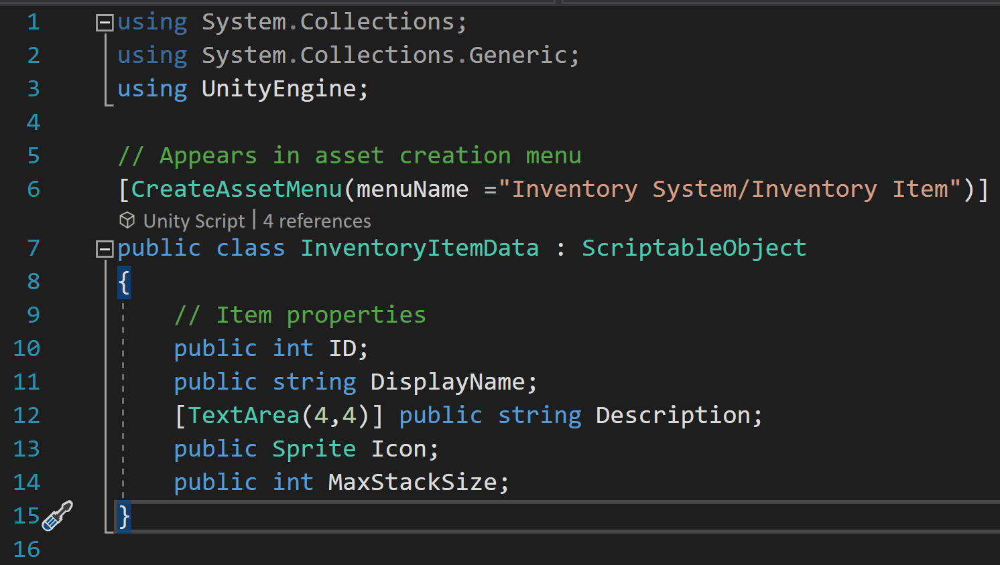 1 using System.Collections;
2 using System.Collections.Generic;
3 using UnityEngine;
4
5 // Appears in asset creation menu
6 [CreateAssetMenu(menuName ="Inventory System/Inventory Item")]
Unity Script | 4 references
7 public class InventoryItemData : ScriptableObject
8 {
9 // Item properties
10 public int ID;
11 public string DisplayName;
12 [TextArea(4,4)] public string Description;
13 public Sprite Icon;
14 public int MaxStackSize;
15 }
16